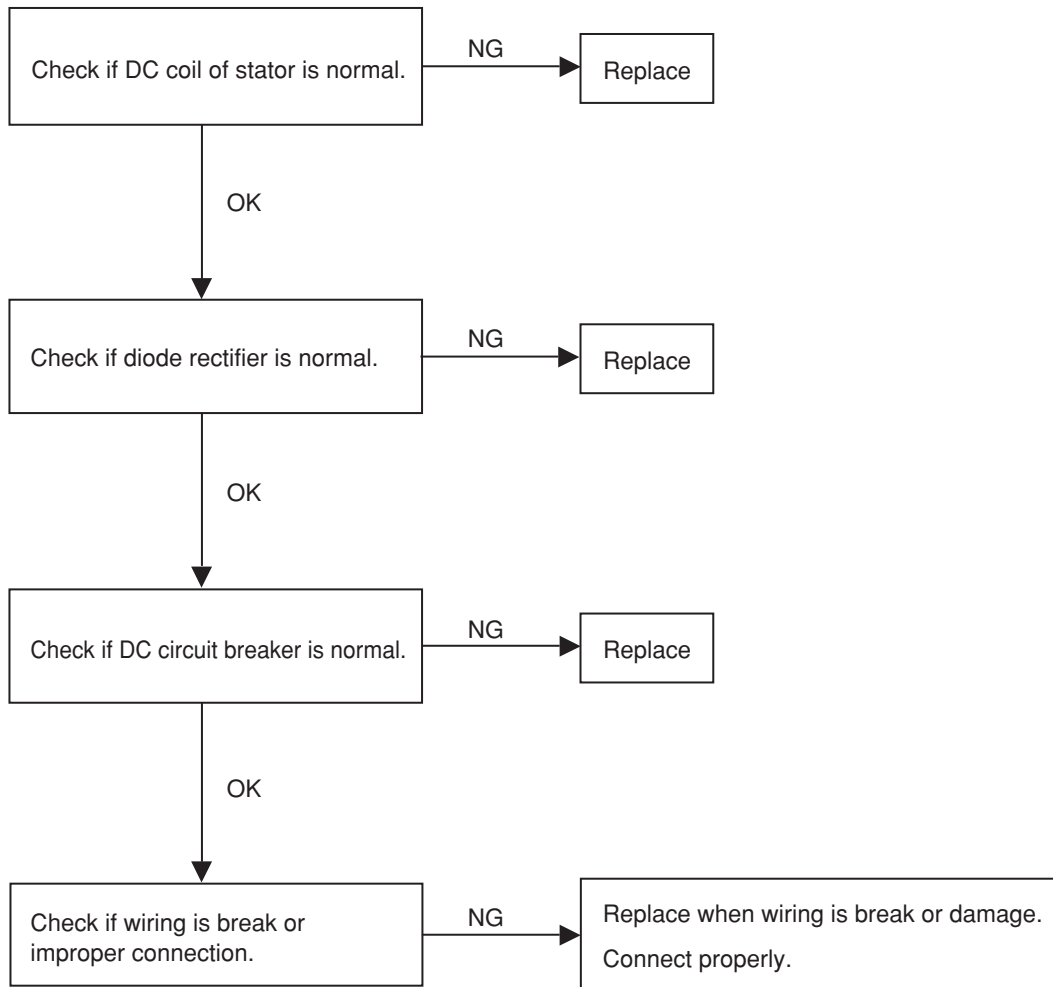 Check if DC coil of stator is normal.
NG
Replace
OK
Check if diode rectifier is normal.
NG
Replace
OK
Check if DC circuit breaker is normal.
NG
Replace
OK
Check if wiring is break or
improper connection.
NG
Replace when wiring is break or damage.
Connect properly.